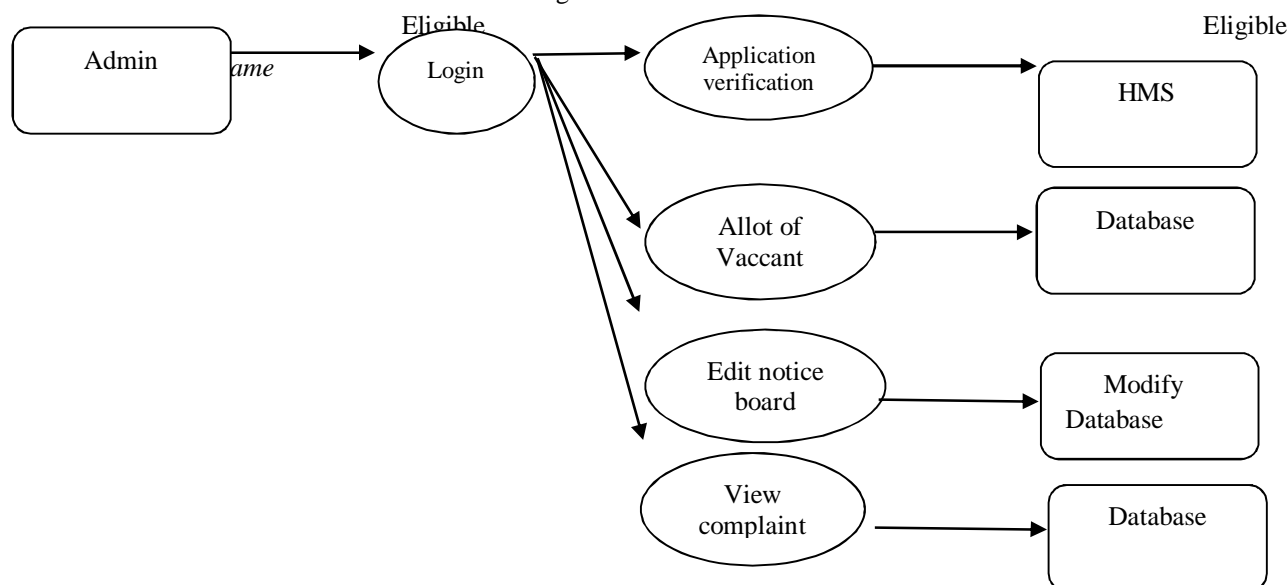 Eligible
Eligible
Admin
ame
Login
Application
verification
HMS
Allot of
Vaccant
Database
Edit notice
board
Modify
Database
View
complaint
Database